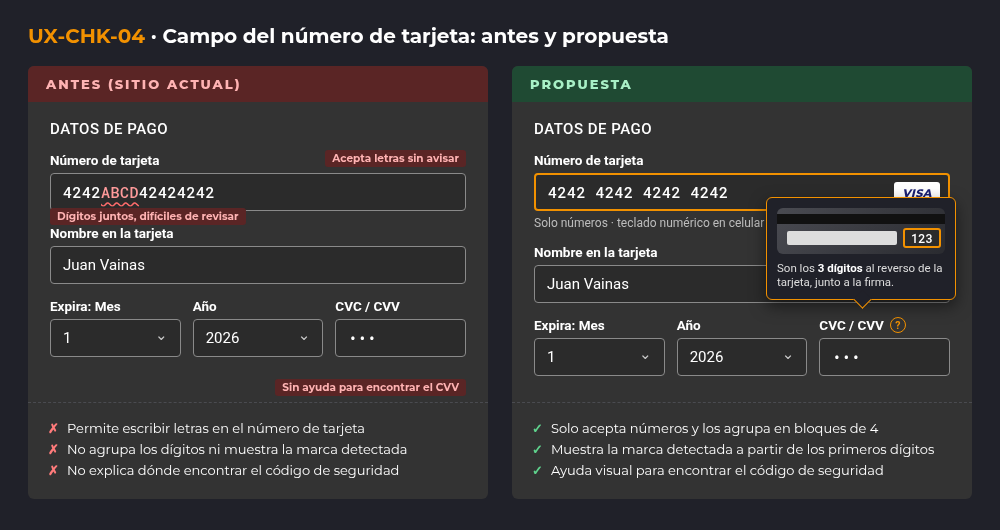 UX-CHK-04 · Campo del número de tarjeta: antes y propuesta
ANTES (SITIO ACTUAL)
DATOS DE PAGO
Número de tarjeta
Acepta letras sin avisar
4242ABCD42424242
Dígitos juntos, difíciles de revisar
Nombre en la tarjeta
Juan Vainas
Expira: Mes
Año
CVC / CVV
1
2026
•••
Sin ayuda para encontrar el CVV
✗ Permite escribir letras en el número de tarjeta
✗ No agrupa los dígitos ni muestra la marca detectada
✗ No explica dónde encontrar el código de seguridad
PROPUESTA
DATOS DE PAGO
Número de tarjeta
4242 4242 4242 4242
VISA
Solo números · teclado numérico en celular
123
Son los 3 dígitos al reverso de la
tarjeta, junto a la firma.
Nombre en la tarjeta
Juan Vainas
Expira: Mes
Año
CVC / CVV ?
1
2026
•••
✓ Solo acepta números y los agrupa en bloques de 4
✓ Muestra la marca detectada a partir de los primeros dígitos
✓ Ayuda visual para encontrar el código de seguridad